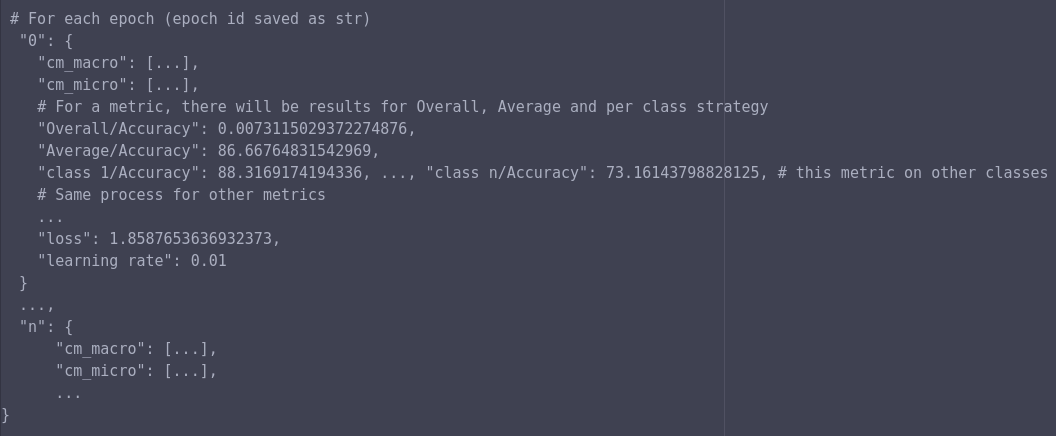 # For each epoch (epoch id saved as str)
"0": {
"cm_macro": [...],
"cm_micro": [...],
# For a metric, there will be results for Overall, Average and per class strategy
"Overall/Accuracy": 0.0073115029372274876,
"Average/Accuracy": 86.66764831542969,
"class 1/Accuracy": 88.3169174194336, ..., "class n/Accuracy": 73.16143798828125, # this metric on other classes
# Same process for other metrics
...
"loss": 1.8587653636932373,
"learning rate": 0.01
}
...,
"n": {
"cm_macro": [...],
"cm_micro": [...],
...
}